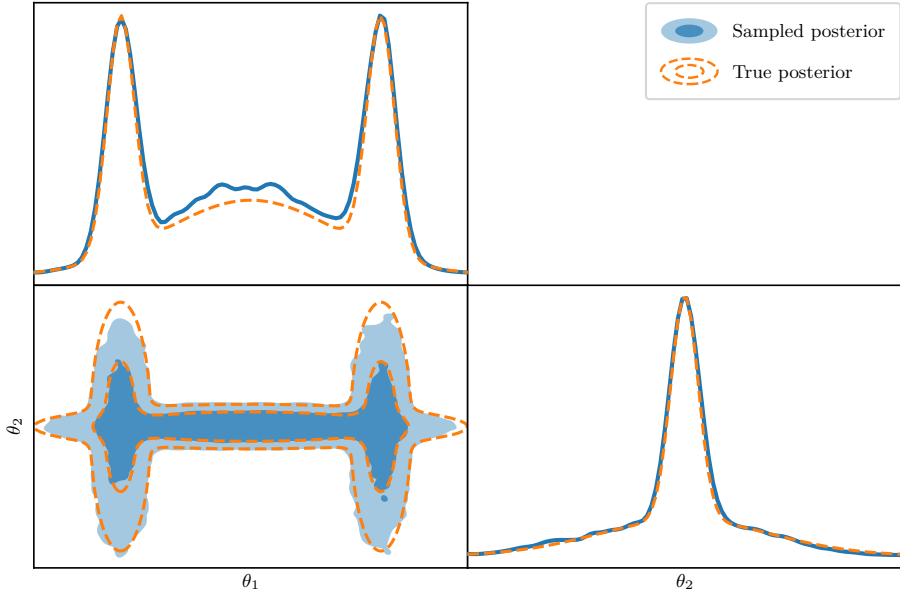 Sampled posterior
True posterior
θ₂
θ₁
θ₂